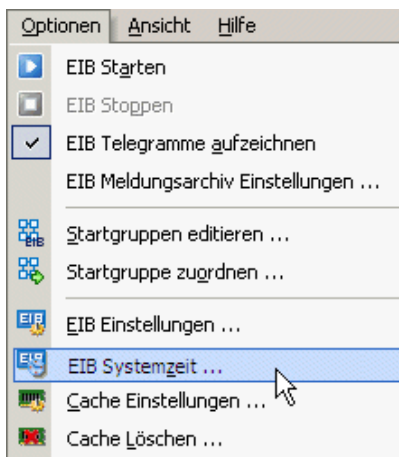 Optionen Ansicht Hilfe
EIB Starten
EIB Stoppen
EIB Telegramme aufzeichnen
EIB Meldungsarchiv Einstellungen ...
Startgruppen editieren ...
Startgruppe zuordnen ...
EIB Einstellungen ...
EIB Systemzeit ...
Cache Einstellungen ...
Cache Löschen ...